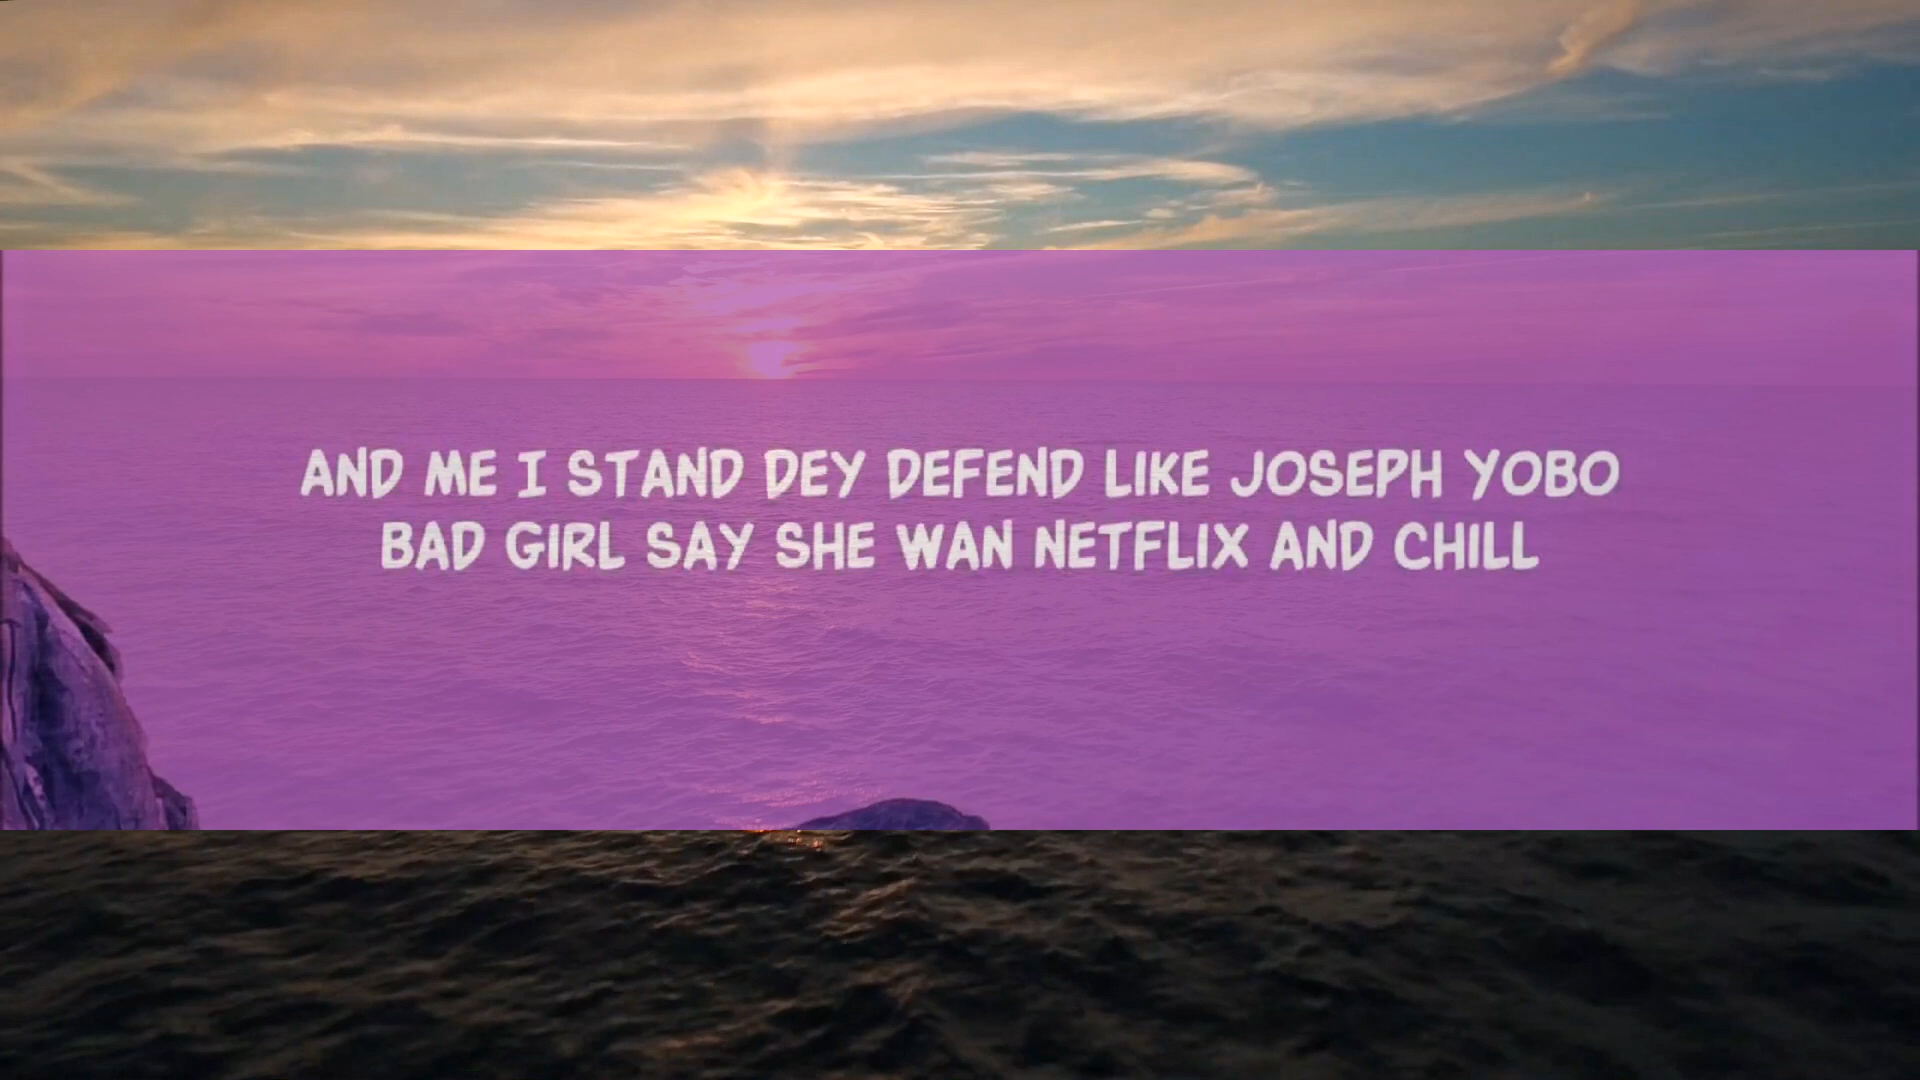 AND ME I STAND DEY DEFEND LIKE JOSEPH YOBO
BAD GIRL SAY SHE WAN NETFLIX AND CHILL